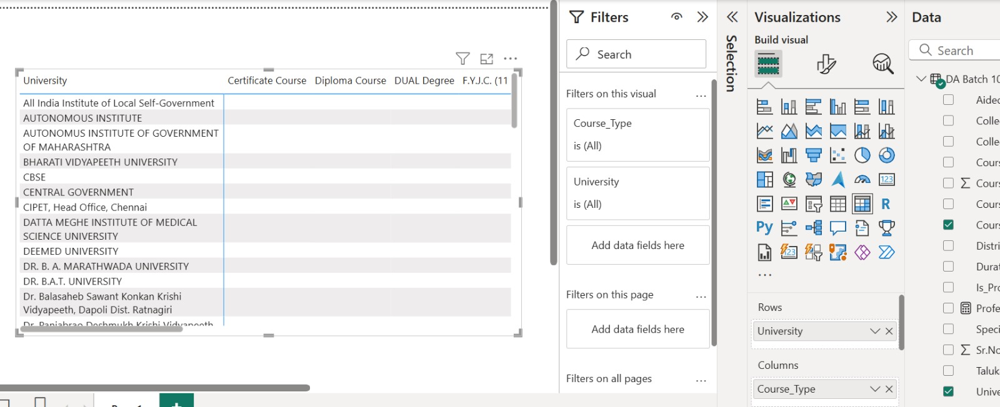 University Certificate Course Diploma Course DUAL Degree F.Y.J.C. (11
All India Institute of Local Self-Government
AUTONOMOUS INSTITUTE
AUTONOMUS INSTITUTE OF GOVERNMENT
OF MAHARASHTRA
BHARATI VIDYAPEETH UNIVERSITY
CBSE
CENTRAL GOVERNMENT
CIPET, Head Office, Chennai
DATTA MEGHE INSTITUTE OF MEDICAL
SCIENCE UNIVERSITY
DEEMED UNIVERSITY
DR. B. A. MARATHWADA UNIVERSITY
DR. B.A.T. UNIVERSITY
Dr. Balasaheb Sawant Konkan Krishi
Vidyapeeth, Dapoli Dist. Ratnagiri
Dr. Panjabrao Deshmukh Krishi Vidyapeeth
Filters
Search
Filters on this visual
...
Course_Type
is (All)
University
is (All)
Add data fields here
Filters on this page
...
Add data fields here
Filters on all pages
...
Selection
Visualizations
Build visual
123
R
Py
123
...
Rows
University
Columns
Course_Type
Data
Search
DA Batch 10
Aided
Colle
Colle
Cours
Σ Cours
Cours
Cours
Distri
Durat
Is_Pro
Profe
Speci
Σ Sr.No
Taluk
Unive